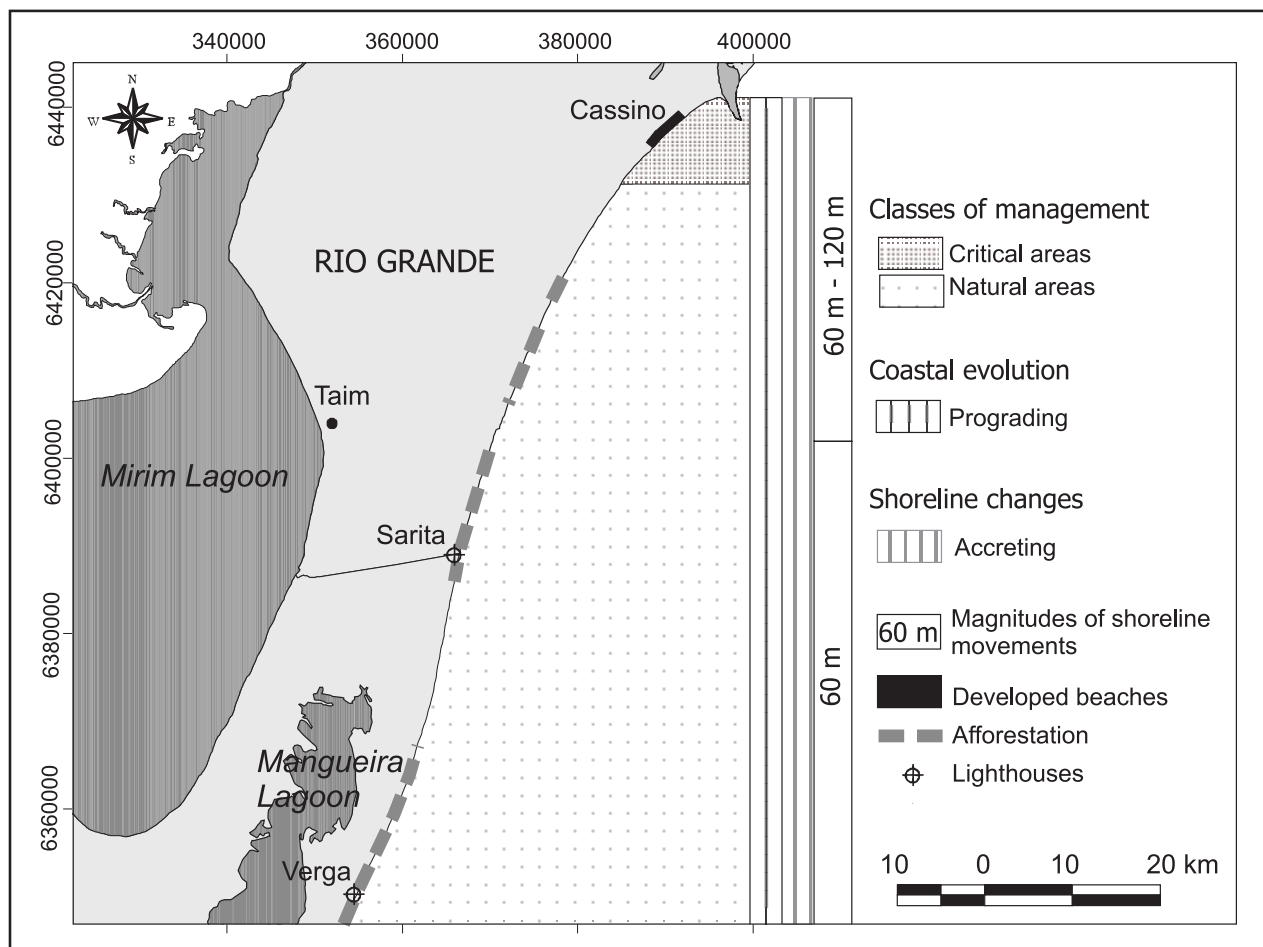 340000 360000 380000 400000
6440000
6420000
6400000
6380000
6360000
N
W E
S
Cassino
RIO GRANDE
Taim
Mirim Lagoon
Sarita
Mangueira
Lagoon
Verga
60 m - 120 m
60 m
Classes of management
Critical areas
Natural areas
Coastal evolution
Prograding
Shoreline changes
Accreting
60 m Magnitudes of shoreline
movements
Developed beaches
Afforestation
Lighthouses
10 0 10 20 km